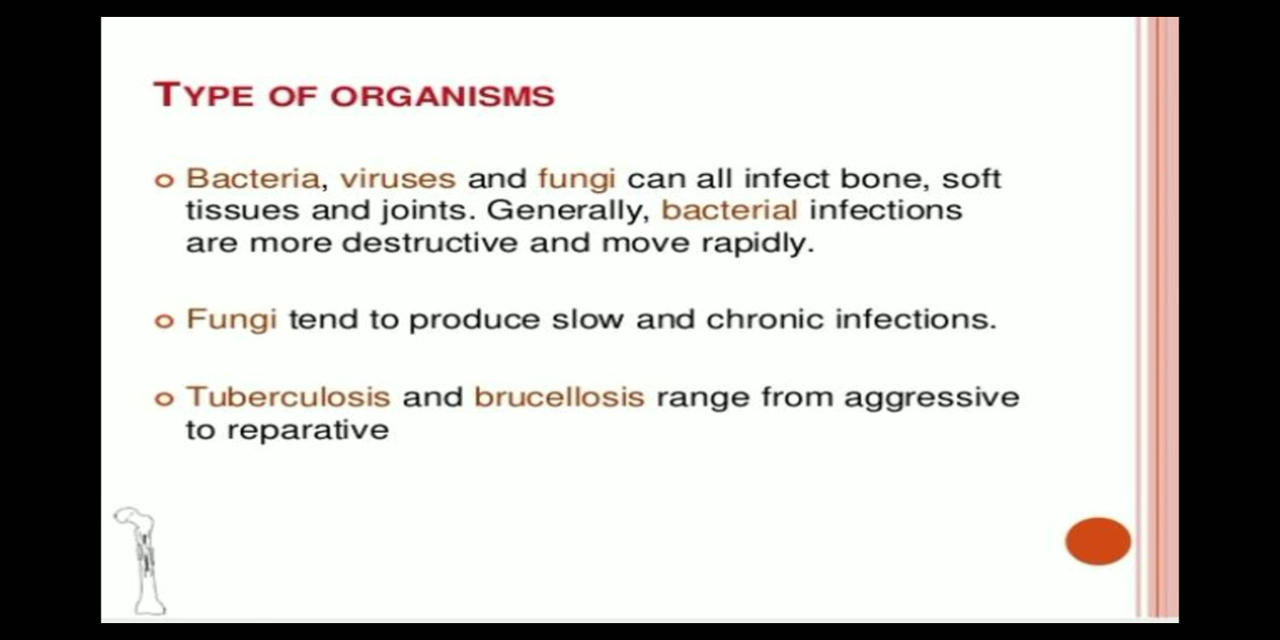 TYPE OF ORGANISMS
Bacteria, viruses and fungi can all infect bone, soft
tissues and joints. Generally, bacterial infections
are more destructive and move rapidly.
Fungi tend to produce slow and chronic infections.
Tuberculosis and brucellosis range from aggressive
to reparative